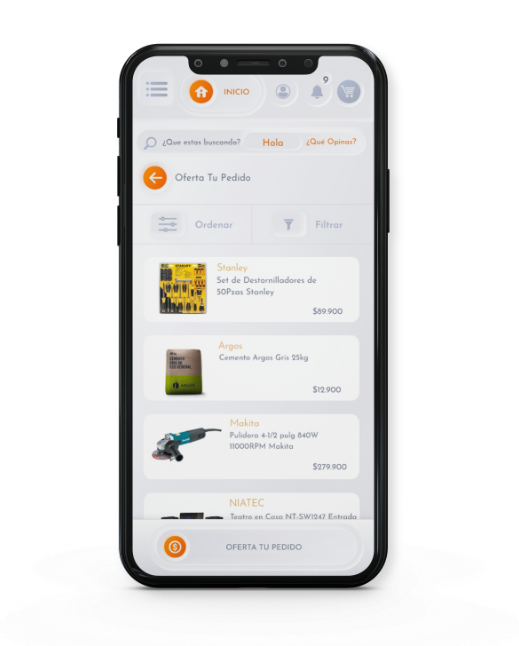 9
INICIO
¿Que estas buscando?
Hola
¿Qué Opinas?
Oferta Tu Pedido
Ordenar
Filtrar
Stanley
Set de Destornilladores de
50Pzas Stanley
$89.900
Argos
Cemento Argos Gris 25kg
$12.900
Makita
Pulidora 4-1/2 pulg 840W
11000RPM Makita
$279.900
NIATEC
Teatro en Casa NT-SW1247 Entrada
OFERTA TU PEDIDO